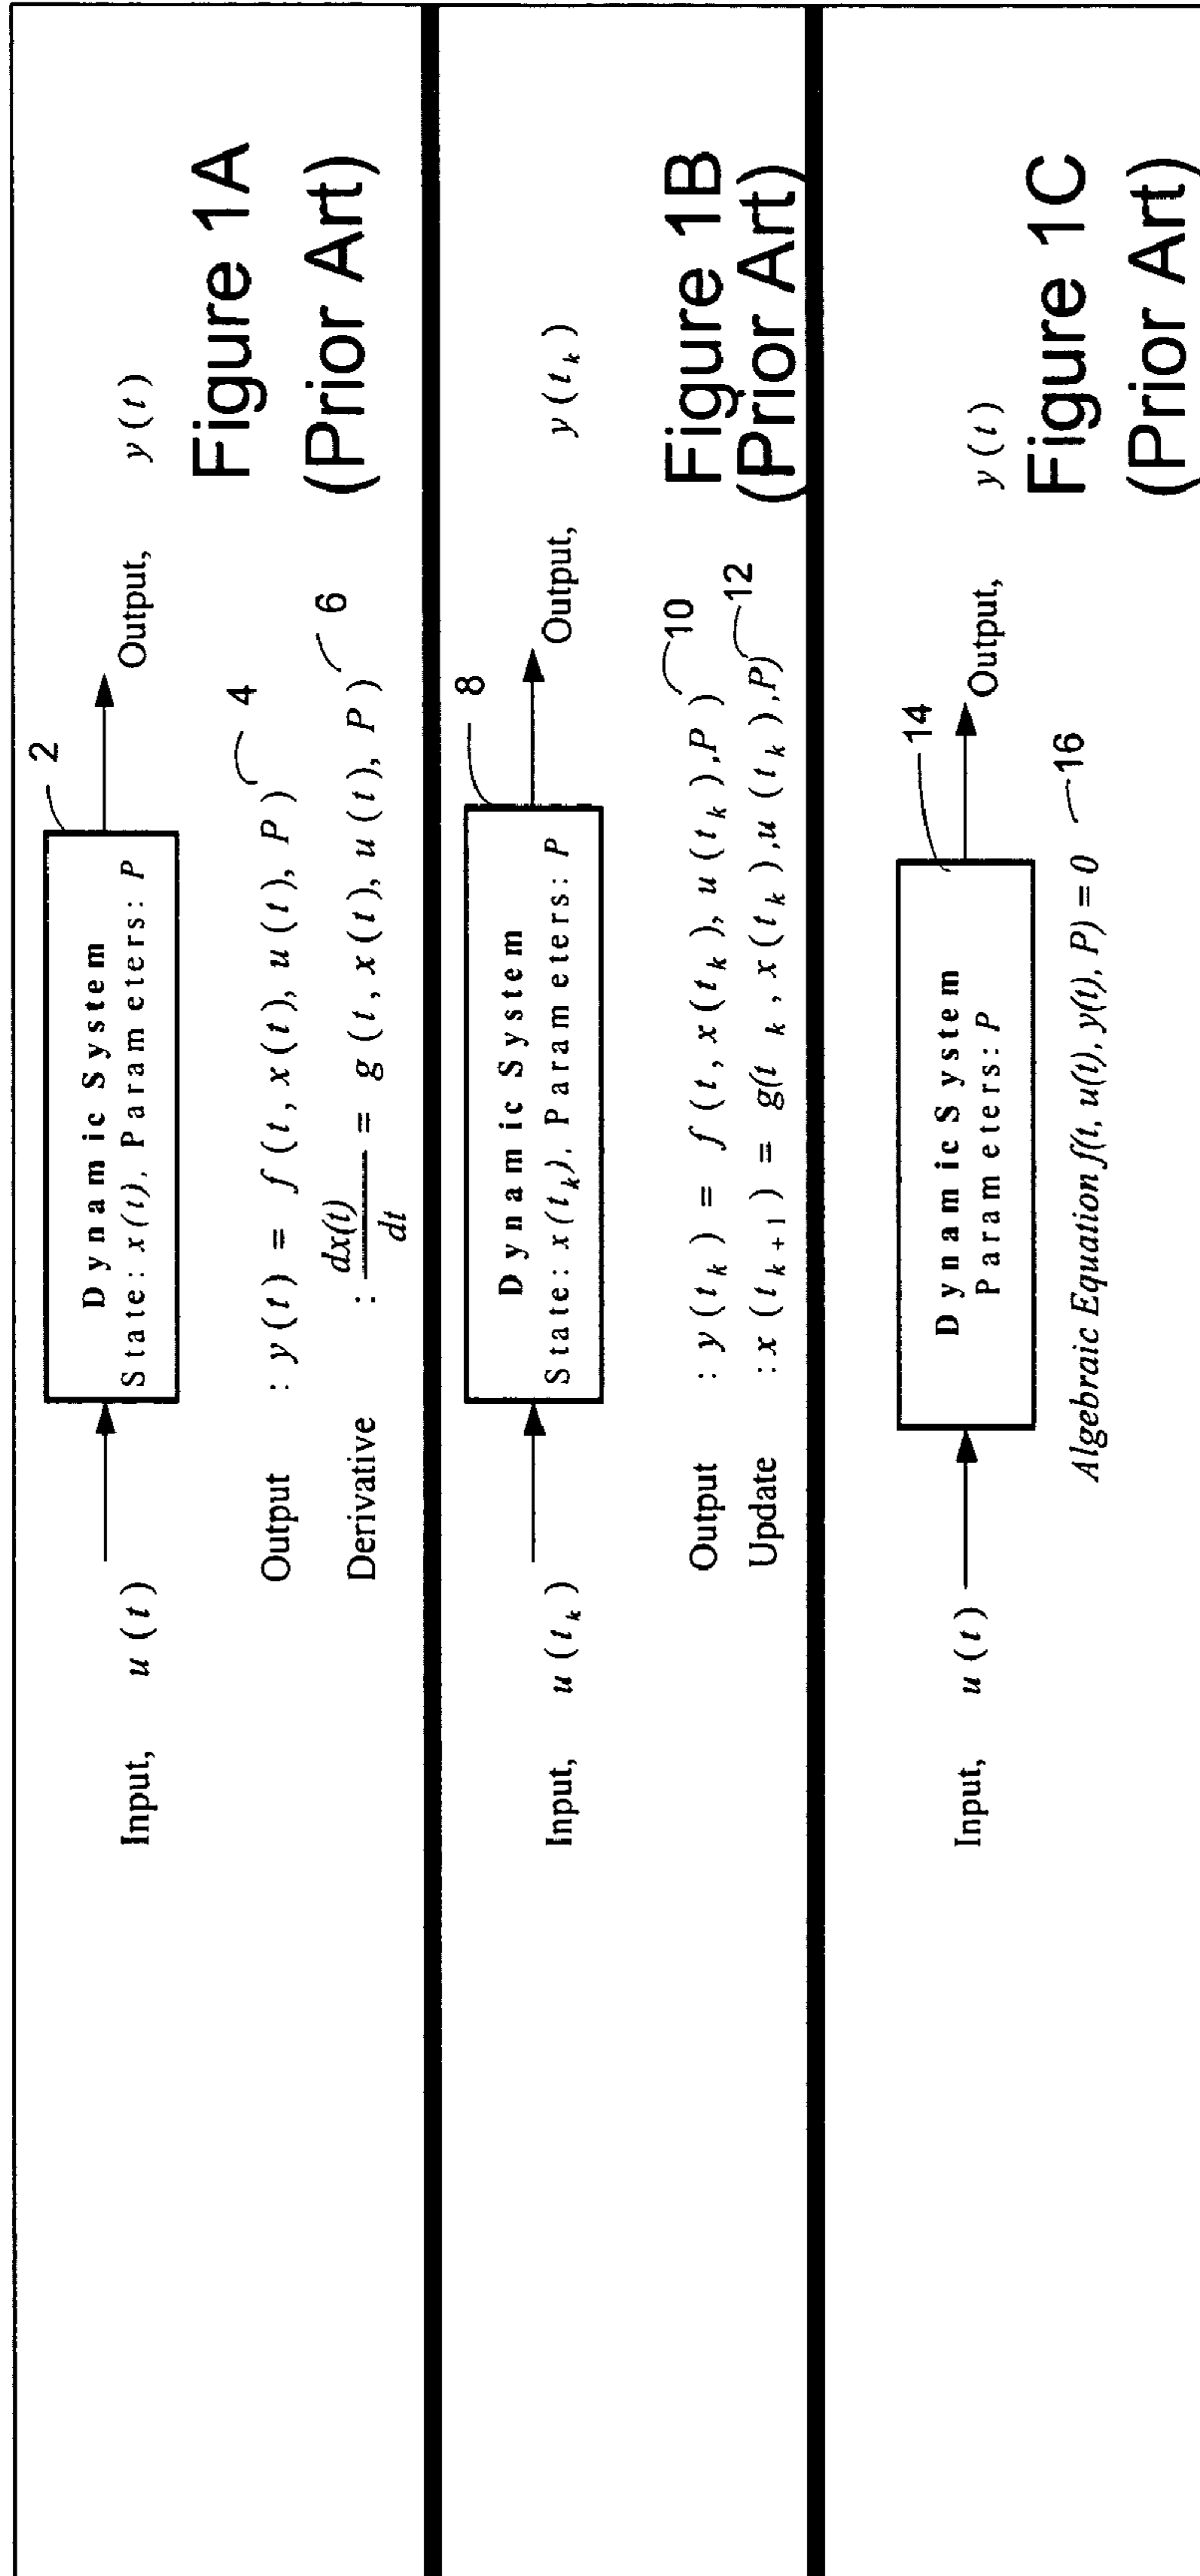 2
Dynamic System
State: x(t), Parameters: P
Input, u(t)
Output, y(t)
Output : y(t) = f(t, x(t), u(t), P) 4
Derivative : dx(t)/dt = g(t, x(t), u(t), P) 6
Figure 1A
(Prior Art)
8
Dynamic System
State: x(t_k), Parameters: P
Input, u(t_k)
Output, y(t_k)
Output : y(t_k) = f(t, x(t_k), u(t_k), P) 10
Update : x(t_{k+1}) = g(t_k, x(t_k), u(t_k), P) 12
Figure 1B
(Prior Art)
14
Dynamic System
Parameters: P
Input, u(t)
Output, y(t)
Algebraic Equation f(t, u(t), y(t), P) = 0 16
Figure 1C
(Prior Art)